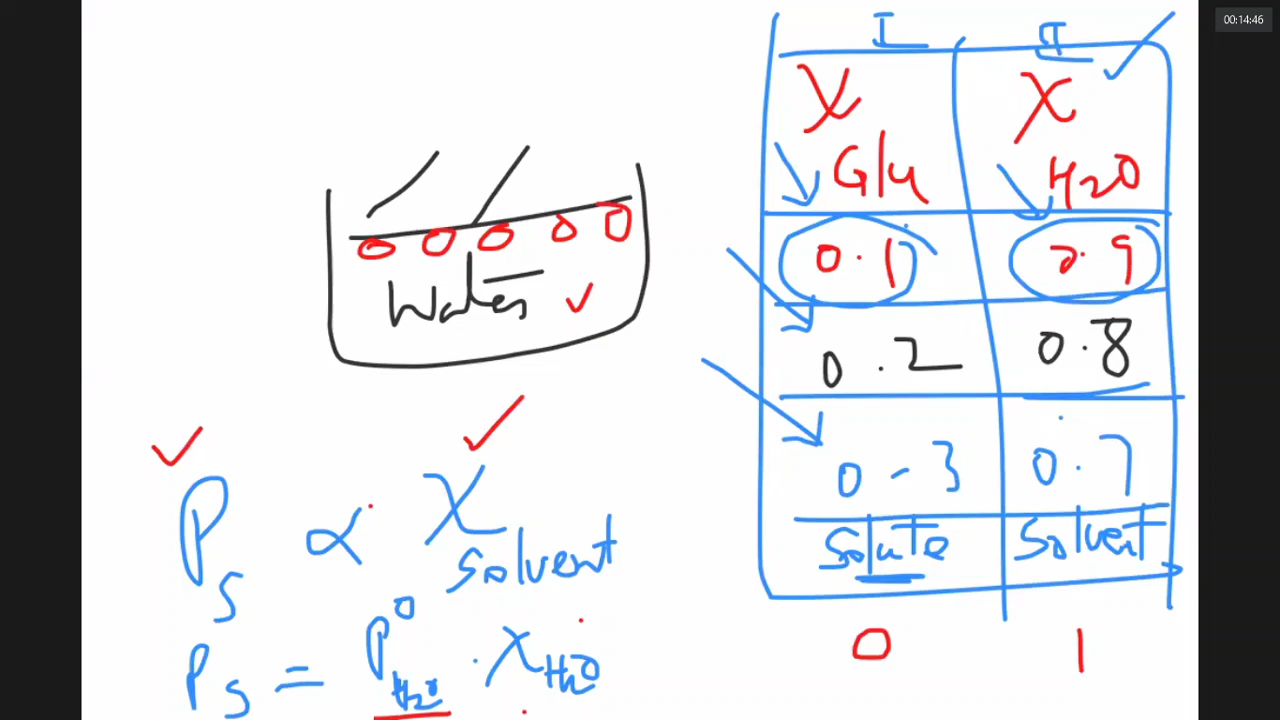 00:14:46
I II
X X
Glu H2O
0.1 0.9
0.2 0.8
0.3 0.7
Solute Solvent
0 1
Water
Ps ∝ X Solvent
Ps = P°H2O . XH2O